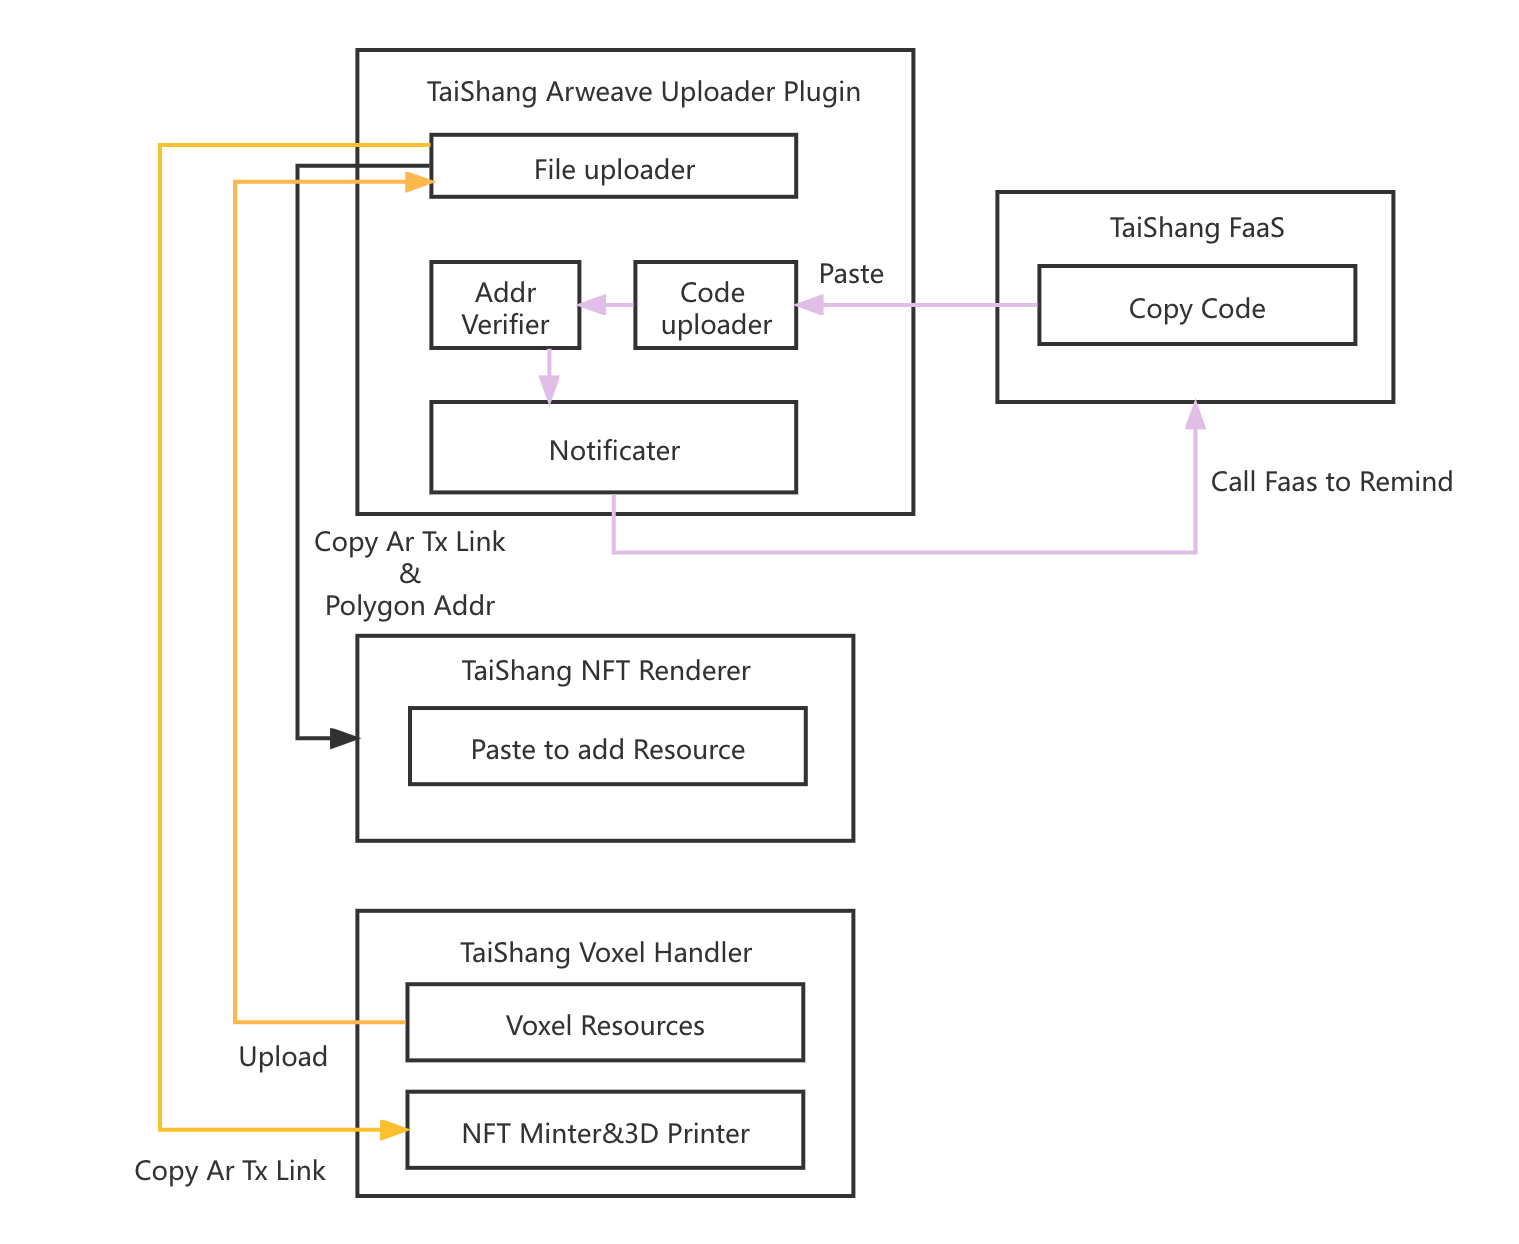 TaiShang Arweave Uploader Plugin
File uploader
Addr
Verifier
Code
uploader
Paste
Notificater
TaiShang FaaS
Copy Code
Call Faas to Remind
Copy Ar Tx Link
&
Polygon Addr
TaiShang NFT Renderer
Paste to add Resource
TaiShang Voxel Handler
Voxel Resources
Upload
NFT Minter&3D Printer
Copy Ar Tx Link